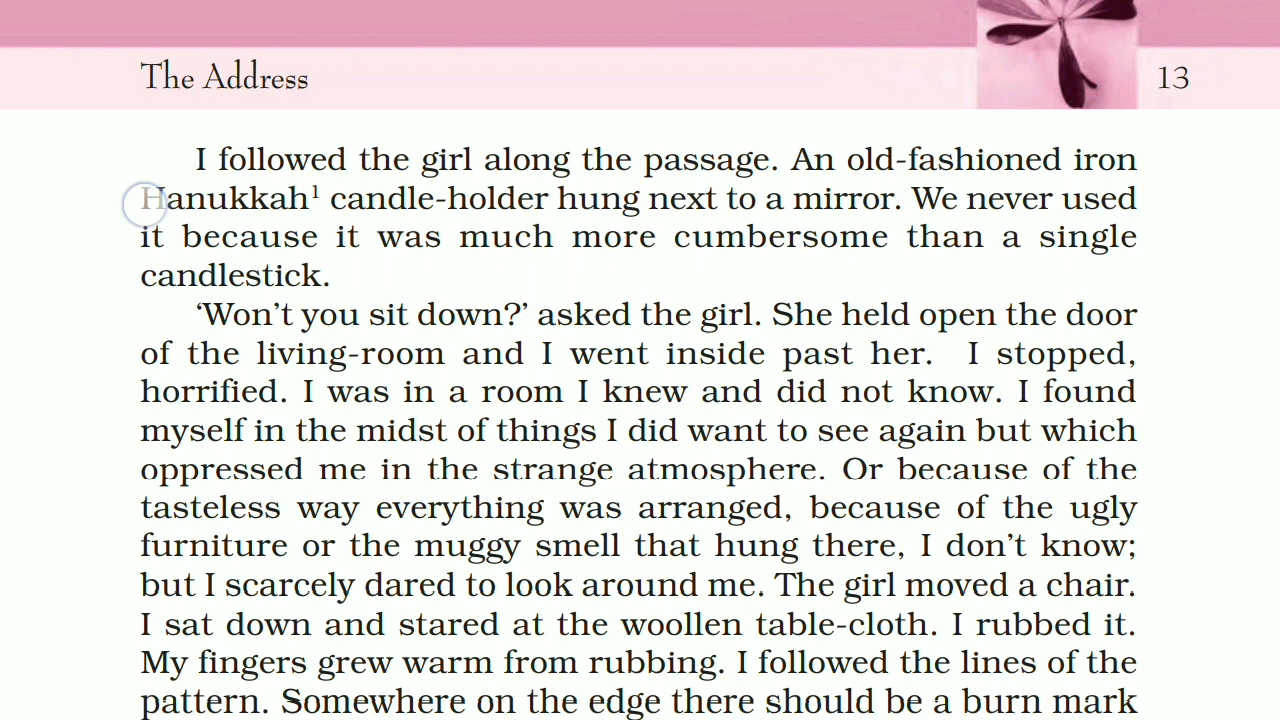 The Address
13
I followed the girl along the passage. An old-fashioned iron
Hanukkah¹ candle-holder hung next to a mirror. We never used
it because it was much more cumbersome than a single
candlestick.
‘Won’t you sit down?’ asked the girl. She held open the door
of the living-room and I went inside past her. I stopped,
horrified. I was in a room I knew and did not know. I found
myself in the midst of things I did want to see again but which
oppressed me in the strange atmosphere. Or because of the
tasteless way everything was arranged, because of the ugly
furniture or the muggy smell that hung there, I don’t know;
but I scarcely dared to look around me. The girl moved a chair.
I sat down and stared at the woollen table-cloth. I rubbed it.
My fingers grew warm from rubbing. I followed the lines of the
pattern. Somewhere on the edge there should be a burn mark